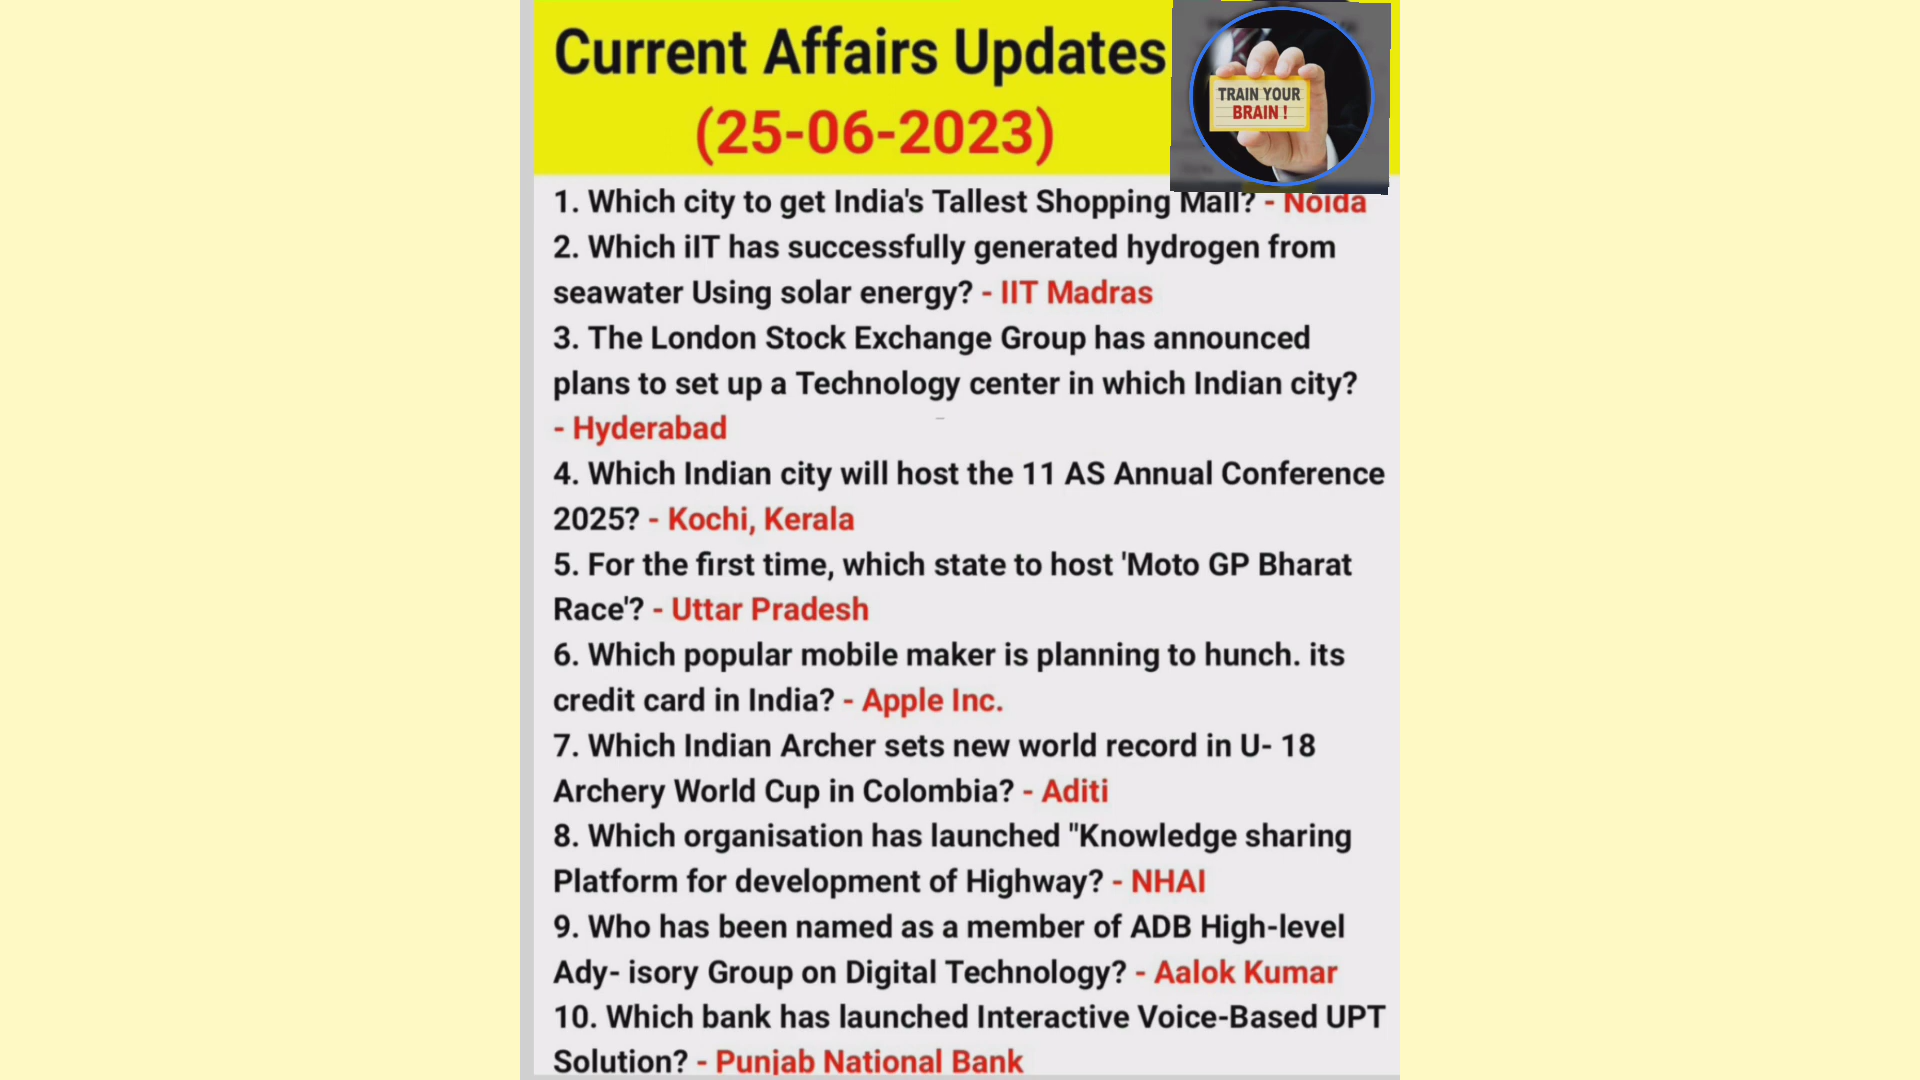 Current Affairs Updates
(25-06-2023)
TRAIN YOUR
BRAIN !
1. Which city to get India's Tallest Shopping Mall? - Noida
2. Which iIT has successfully generated hydrogen from
seawater Using solar energy? - IIT Madras
3. The London Stock Exchange Group has announced
plans to set up a Technology center in which Indian city?
- Hyderabad
4. Which Indian city will host the 11 AS Annual Conference
2025? - Kochi, Kerala
5. For the first time, which state to host 'Moto GP Bharat
Race'? - Uttar Pradesh
6. Which popular mobile maker is planning to hunch. its
credit card in India? - Apple Inc.
7. Which Indian Archer sets new world record in U- 18
Archery World Cup in Colombia? - Aditi
8. Which organisation has launched "Knowledge sharing
Platform for development of Highway? - NHAI
9. Who has been named as a member of ADB High-level
Ady- isory Group on Digital Technology? - Aalok Kumar
10. Which bank has launched Interactive Voice-Based UPT
Solution? - Punjab National Bank